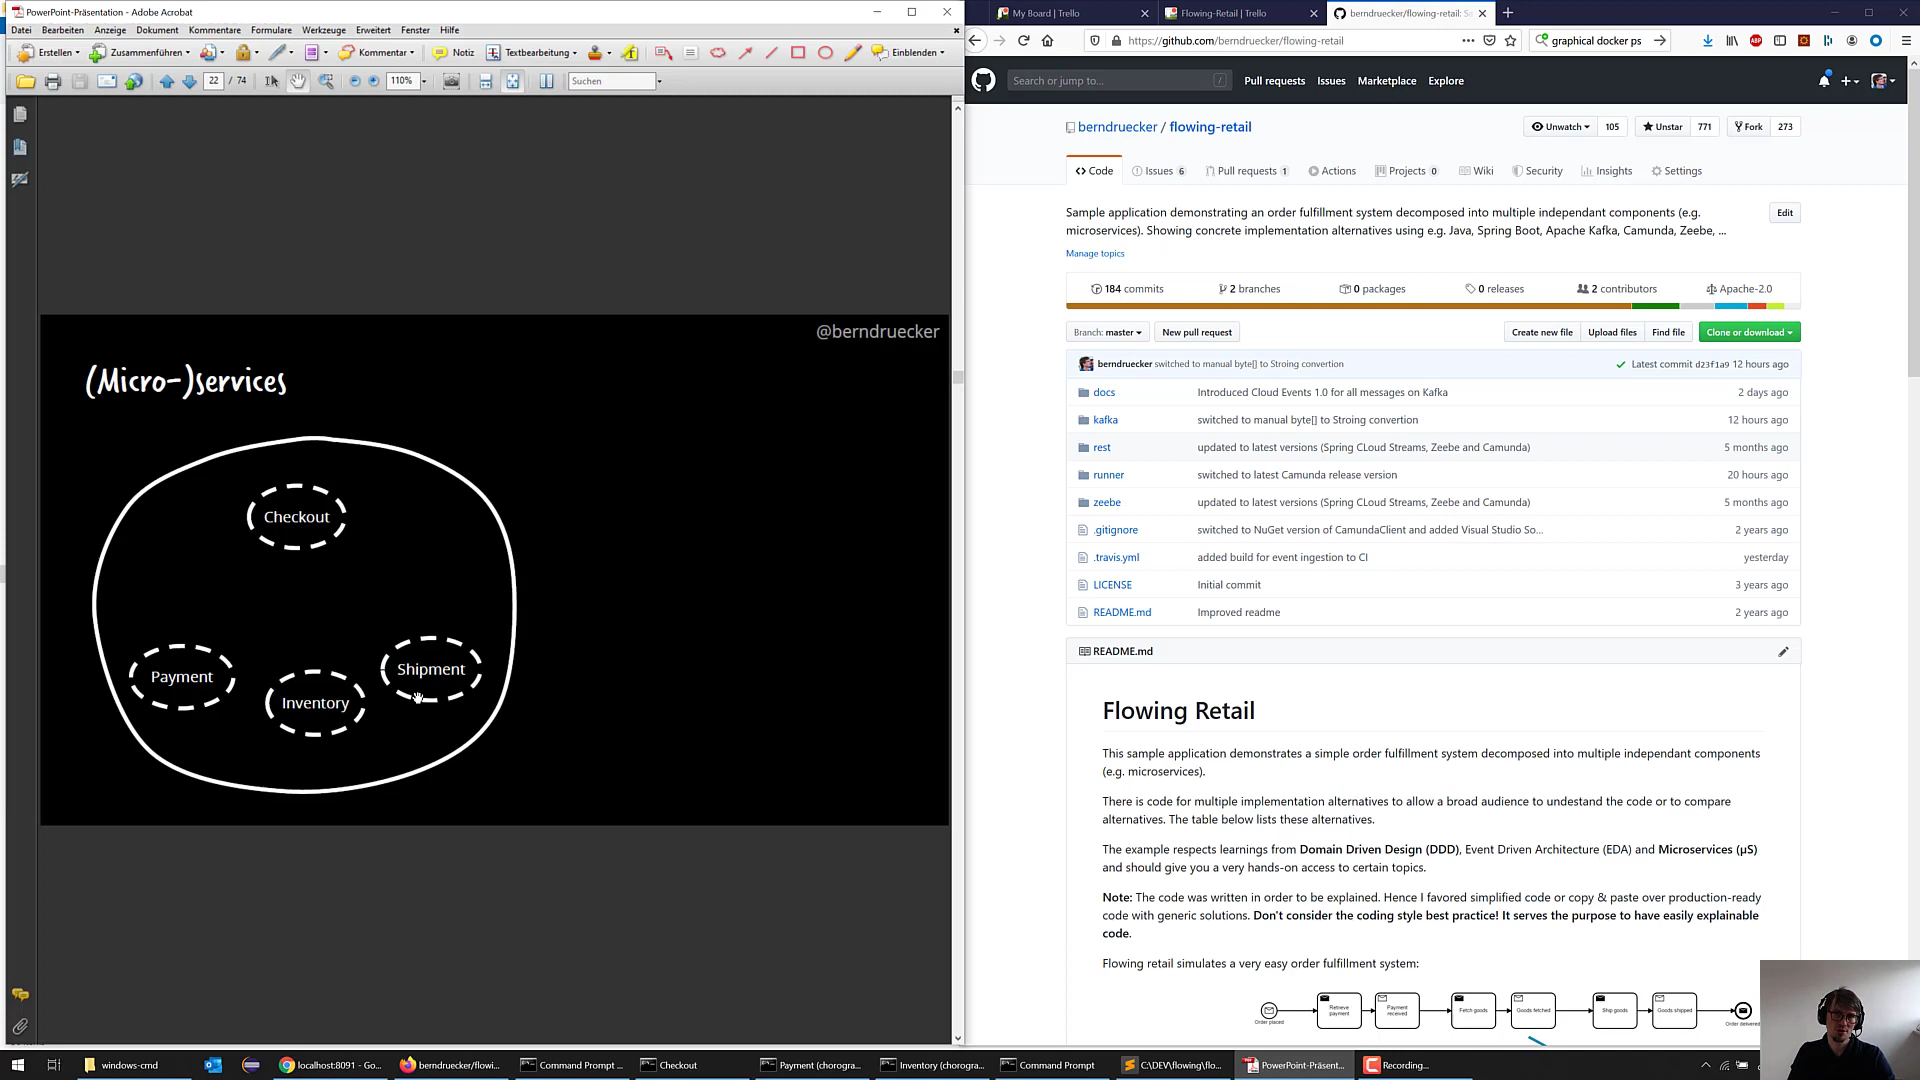 PowerPoint-Präsentation - Adobe Acrobat
Datei Bearbeiten Anzeige Dokument Kommentare Formulare Werkzeuge Erweitert Fenster Hilfe
Erstellen Zusammenführen Kommentar Notiz Textbearbeitung Einblenden
22 / 74 110% Suchen
@berndruecker
(Micro-)services
Checkout
Payment
Inventory
Shipment
My Board | Trello
Flowing-Retail | Trello
berndruecker/flowing-retail: Sa
https://github.com/berndruecker/flowing-retail
graphical docker ps
Search or jump to... /
Pull requests Issues Marketplace Explore
berndruecker / flowing-retail
Unwatch 105 Unstar 771 Fork 273
Code Issues 6 Pull requests 1 Actions Projects 0 Wiki Security Insights Settings
Sample application demonstrating an order fulfillment system decomposed into multiple independant components (e.g.
microservices). Showing concrete implementation alternatives using e.g. Java, Spring Boot, Apache Kafka, Camunda, Zeebe, ...
Edit
Manage topics
184 commits 2 branches 0 packages 0 releases 2 contributors Apache-2.0
Branch: master New pull request Create new file Upload files Find file Clone or download
berndruecker switched to manual byte[] to Stroing convertion Latest commit d23f1a9 12 hours ago
docs Introduced Cloud Events 1.0 for all messages on Kafka 2 days ago
kafka switched to manual byte[] to Stroing convertion 12 hours ago
rest updated to latest versions (Spring CLoud Streams, Zeebe and Camunda) 5 months ago
runner switched to latest Camunda release version 20 hours ago
zeebe updated to latest versions (Spring CLoud Streams, Zeebe and Camunda) 5 months ago
.gitignore switched to NuGet version of CamundaClient and added Visual Studio So... 2 years ago
.travis.yml added build for event ingestion to CI yesterday
LICENSE Initial commit 3 years ago
README.md Improved readme 2 years ago
README.md
Flowing Retail
This sample application demonstrates a simple order fulfillment system decomposed into multiple independant components
(e.g. microservices).
There is code for multiple implementation alternatives to allow a broad audience to undestand the code or to compare
alternatives. The table below lists these alternatives.
The example respects learnings from Domain Driven Design (DDD), Event Driven Architecture (EDA) and Microservices (µS)
and should give you a very hands-on access to certain topics.
Note: The code was written in order to be explained. Hence I favored simplified code or copy & paste over production-ready
code with generic solutions. Don't consider the coding style best practice! It serves the purpose to have easily explainable
code.
Flowing retail simulates a very easy order fulfillment system:
Order placed
Retrieve payment
Payment received
Fetch goods
Goods fetched
Ship goods
Goods shipped
Order delivered
windows-cmd
localhost:8091 - Go...
berndruecker/flowi...
Command Prompt ...
Checkout
Payment (chorogra...
Inventory (chorogra...
Command Prompt
C:\DEV\flowing\flo...
PowerPoint-Präsent...
Recording...